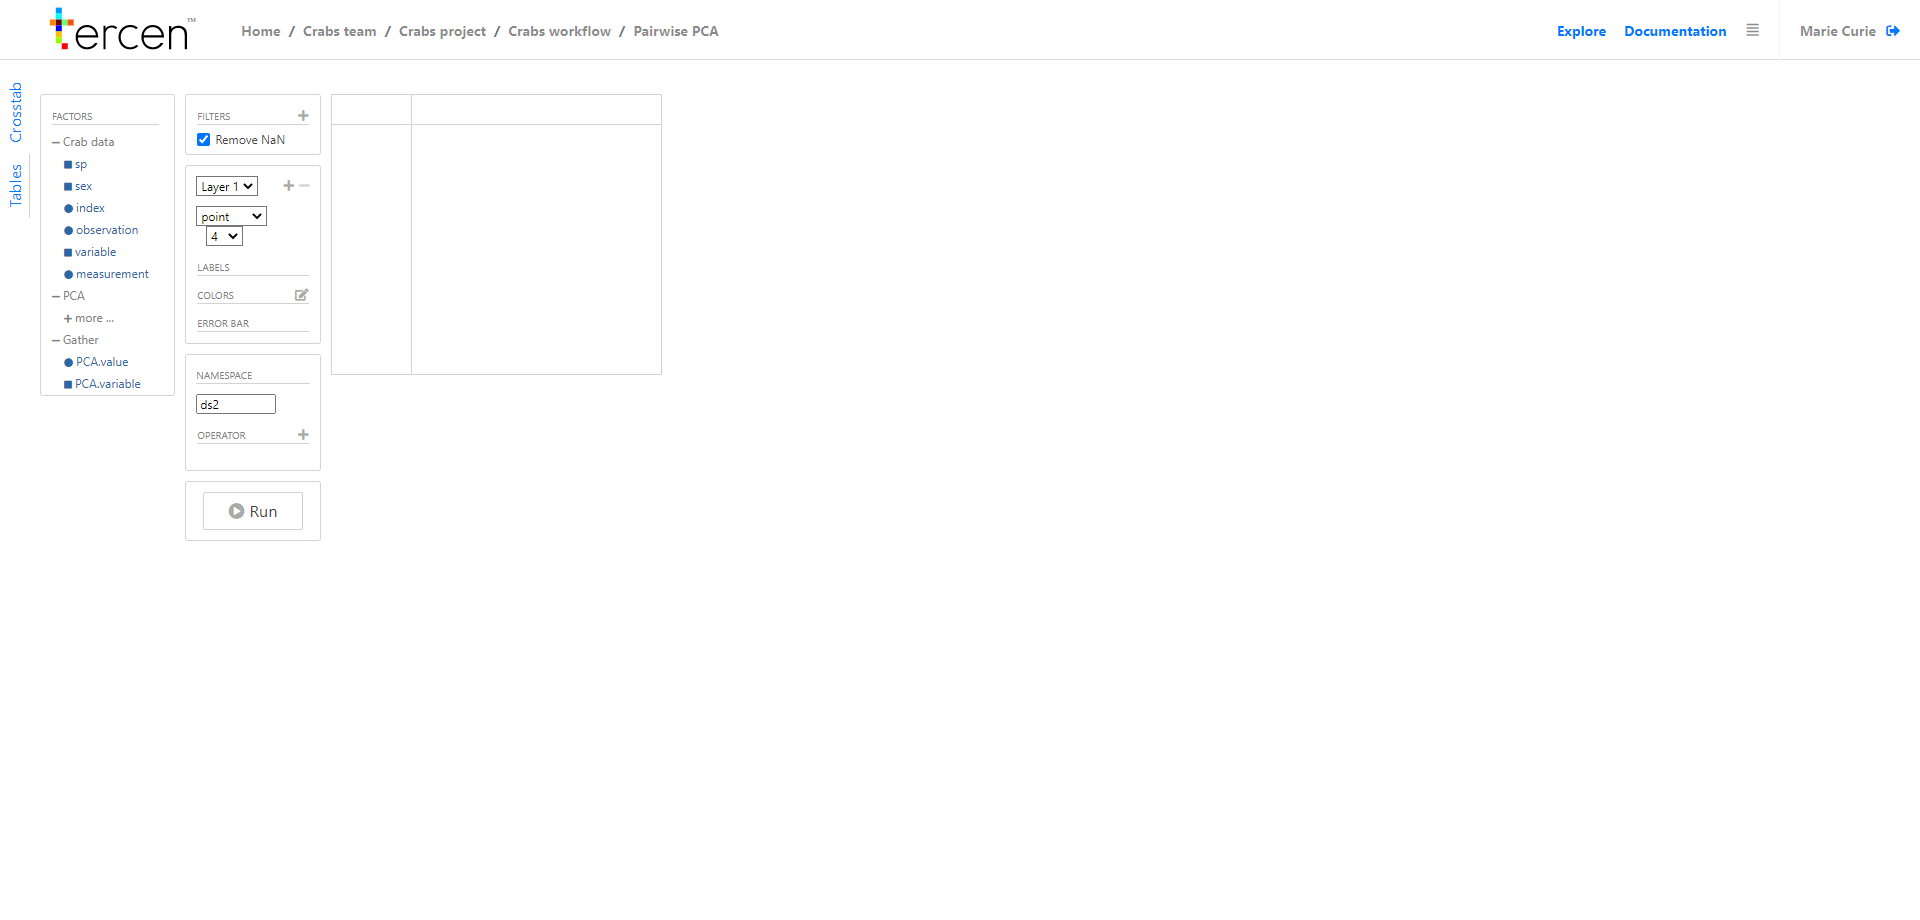 tercen™
Home / Crabs team / Crabs project / Crabs workflow / Pairwise PCA
Explore Documentation Marie Curie
Crosstab
Tables
FACTORS
Crab data
sp
sex
index
observation
variable
measurement
PCA
more ...
Gather
PCA.value
PCA.variable
FILTERS
Remove NaN
Layer 1
point
4
LABELS
COLORS
ERROR BAR
NAMESPACE
ds2
OPERATOR
Run